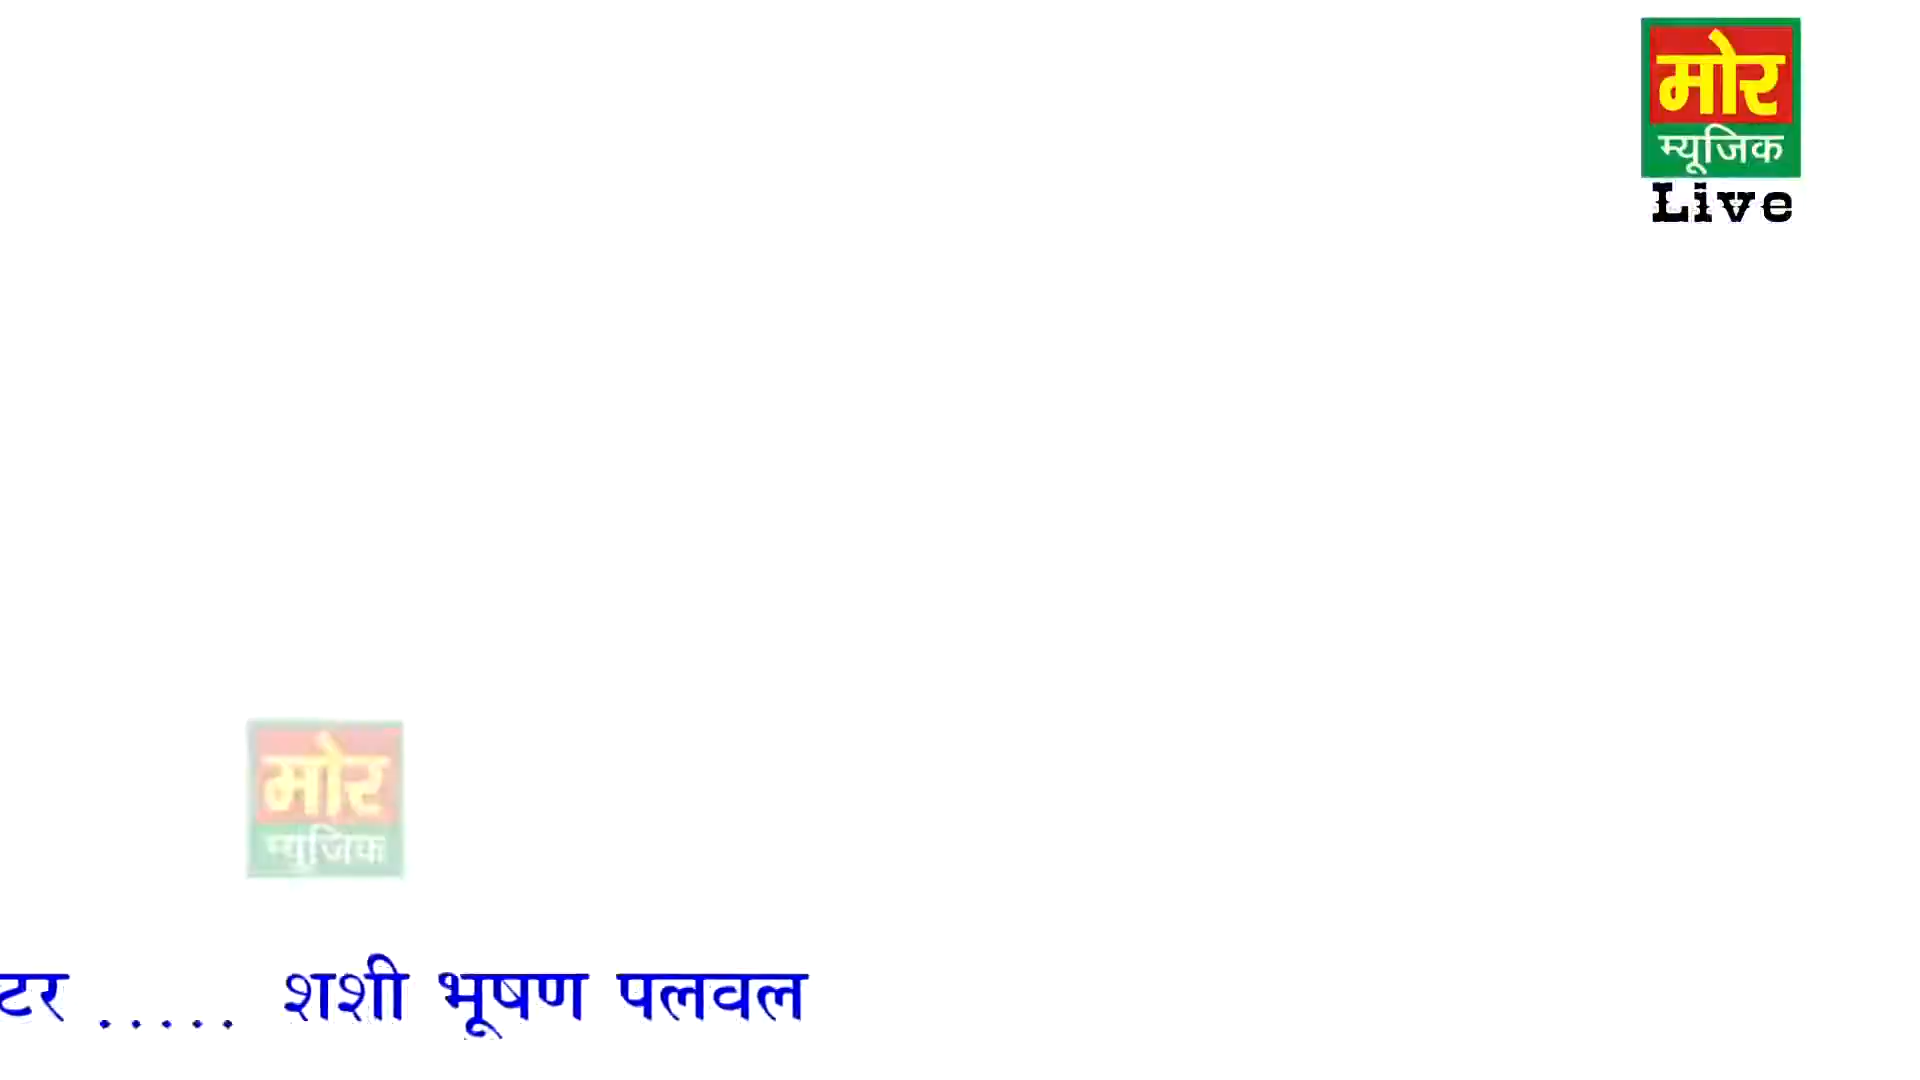 मोर
म्यूजिक
Live
मोर
म्यूजिक
टर ..... शशी भूषण पलवल